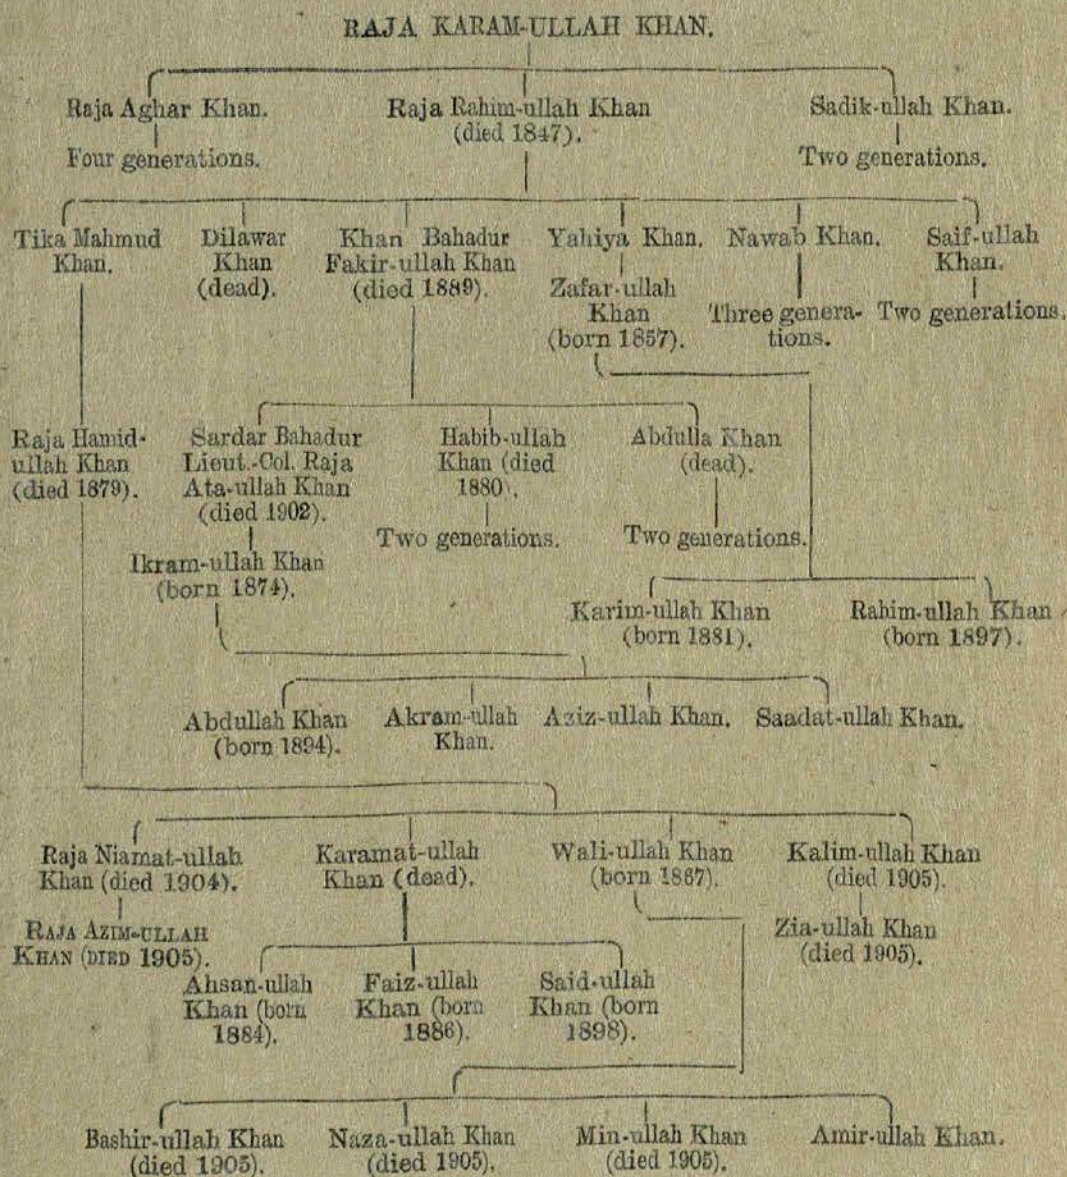 RAJA KARAM-ULLAH KHAN.
Raja Aghar Khan. Raja Rahim-ullah Khan Sadik-ullah Khan.
(died 1847).
Four generations. Two generations.
Tika Mahmud Dilawar Khan Bahadur Yahiya Khan. Nawab Khan. Saif-ullah
Khan. Khan Fakir-ullah Khan Khan.
(dead). (died 1889). Zafar-ullah
Khan Three genera- Two generations.
(born 1857). tions.
Raja Hamid- Sardar Bahadur Habib-ullah Abdulla Khan
ullah Khan Lieut.-Col. Raja Khan (died (dead).
(died 1879). Ata-ullah Khan 1880).
(died 1902).
Two generations. Two generations.
Ikram-ullah Khan
(born 1874).
Karim-ullah Khan Rahim-ullah Khan
(born 1881). (born 1897).
Abdullah Khan Akram-ullah Aziz-ullah Khan. Saadat-ullah Khan.
(born 1894). Khan.
Raja Niamat-ullah Karamat-ullah Wali-ullah Khan Kalim-ullah Khan
Khan (died 1904). Khan (dead). (born 1867). (died 1905).
RAJA AZIM-ULLAH Zia-ullah Khan
KHAN (DIED 1905). (died 1905).
Ahsan-ullah Faiz-ullah Said-ullah
Khan (born Khan (born Khan (born
1884). 1886). 1898).
Bashir-ullah Khan Naza-ullah Khan Min-ullah Khan Amir-ullah Khan.
(died 1905). (died 1905). (died 1905).